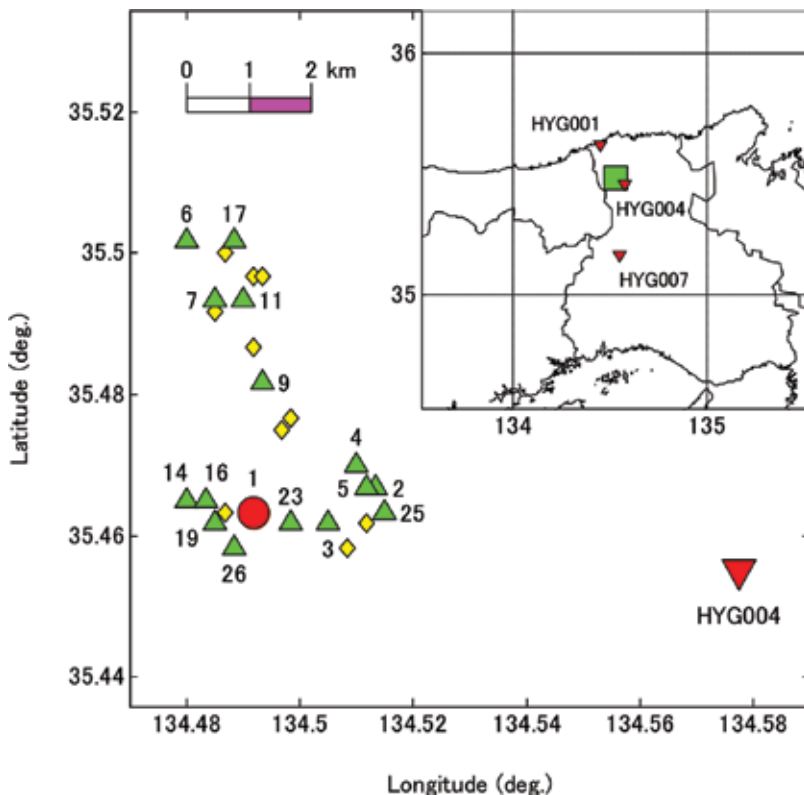 0 1 2 km
35.52
35.5
35.48
35.46
35.44
Latitude (deg.)
6 17
7 11
9
4
14 16 1 23 5 2
25
19 3
26
HYG004
134.48 134.5 134.52 134.54 134.56 134.58
Longitude (deg.)
36
35
HYG001
HYG004
HYG007
134 135